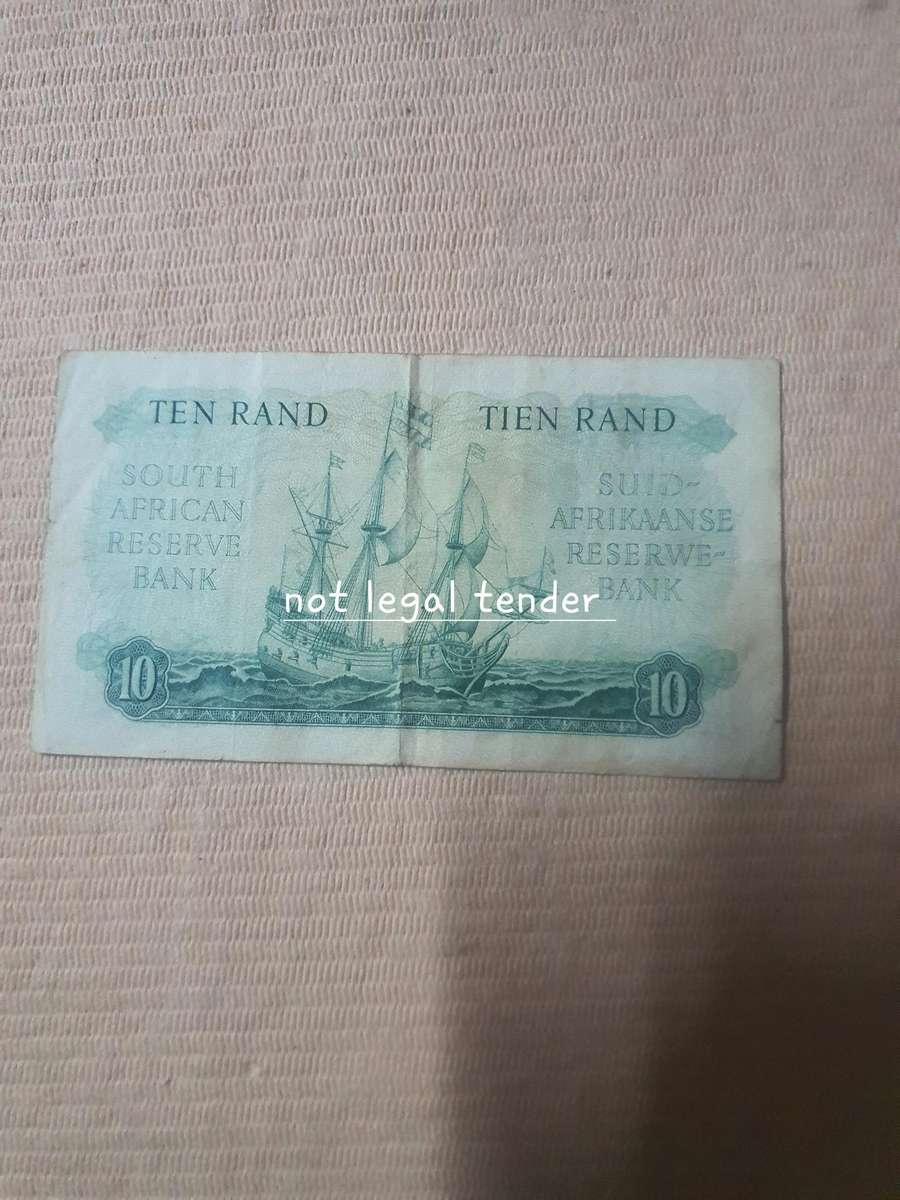 TEN RAND
TIEN RAND
SOUTH
AFRICAN
RESERVE
BANK
SUID-
AFRIKAANSE
RESERWE-
BANK
not legal tender
10
10